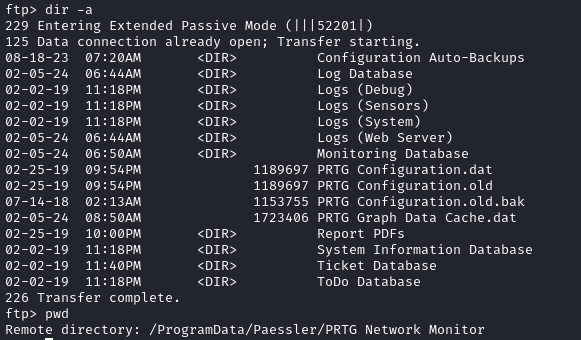 ftp> dir -a
229 Entering Extended Passive Mode (|||52201|)
125 Data connection already open; Transfer starting.
08-18-23  07:20AM       <DIR>          Configuration Auto-Backups
02-05-24  06:44AM       <DIR>          Log Database
02-02-19  11:18PM       <DIR>          Logs (Debug)
02-02-19  11:18PM       <DIR>          Logs (Sensors)
02-02-19  11:18PM       <DIR>          Logs (System)
02-05-24  06:44AM       <DIR>          Logs (Web Server)
02-05-24  06:50AM       <DIR>          Monitoring Database
02-25-19  09:54PM              1189697 PRTG Configuration.dat
02-25-19  09:54PM              1189697 PRTG Configuration.old
07-14-18  02:13AM              1153755 PRTG Configuration.old.bak
02-05-24  08:50AM              1723406 PRTG Graph Data Cache.dat
02-25-19  10:00PM       <DIR>          Report PDFs
02-02-19  11:18PM       <DIR>          System Information Database
02-02-19  11:40PM       <DIR>          Ticket Database
02-02-19  11:18PM       <DIR>          ToDo Database
226 Transfer complete.
ftp> pwd
Remote directory: /ProgramData/Paessler/PRTG Network Monitor